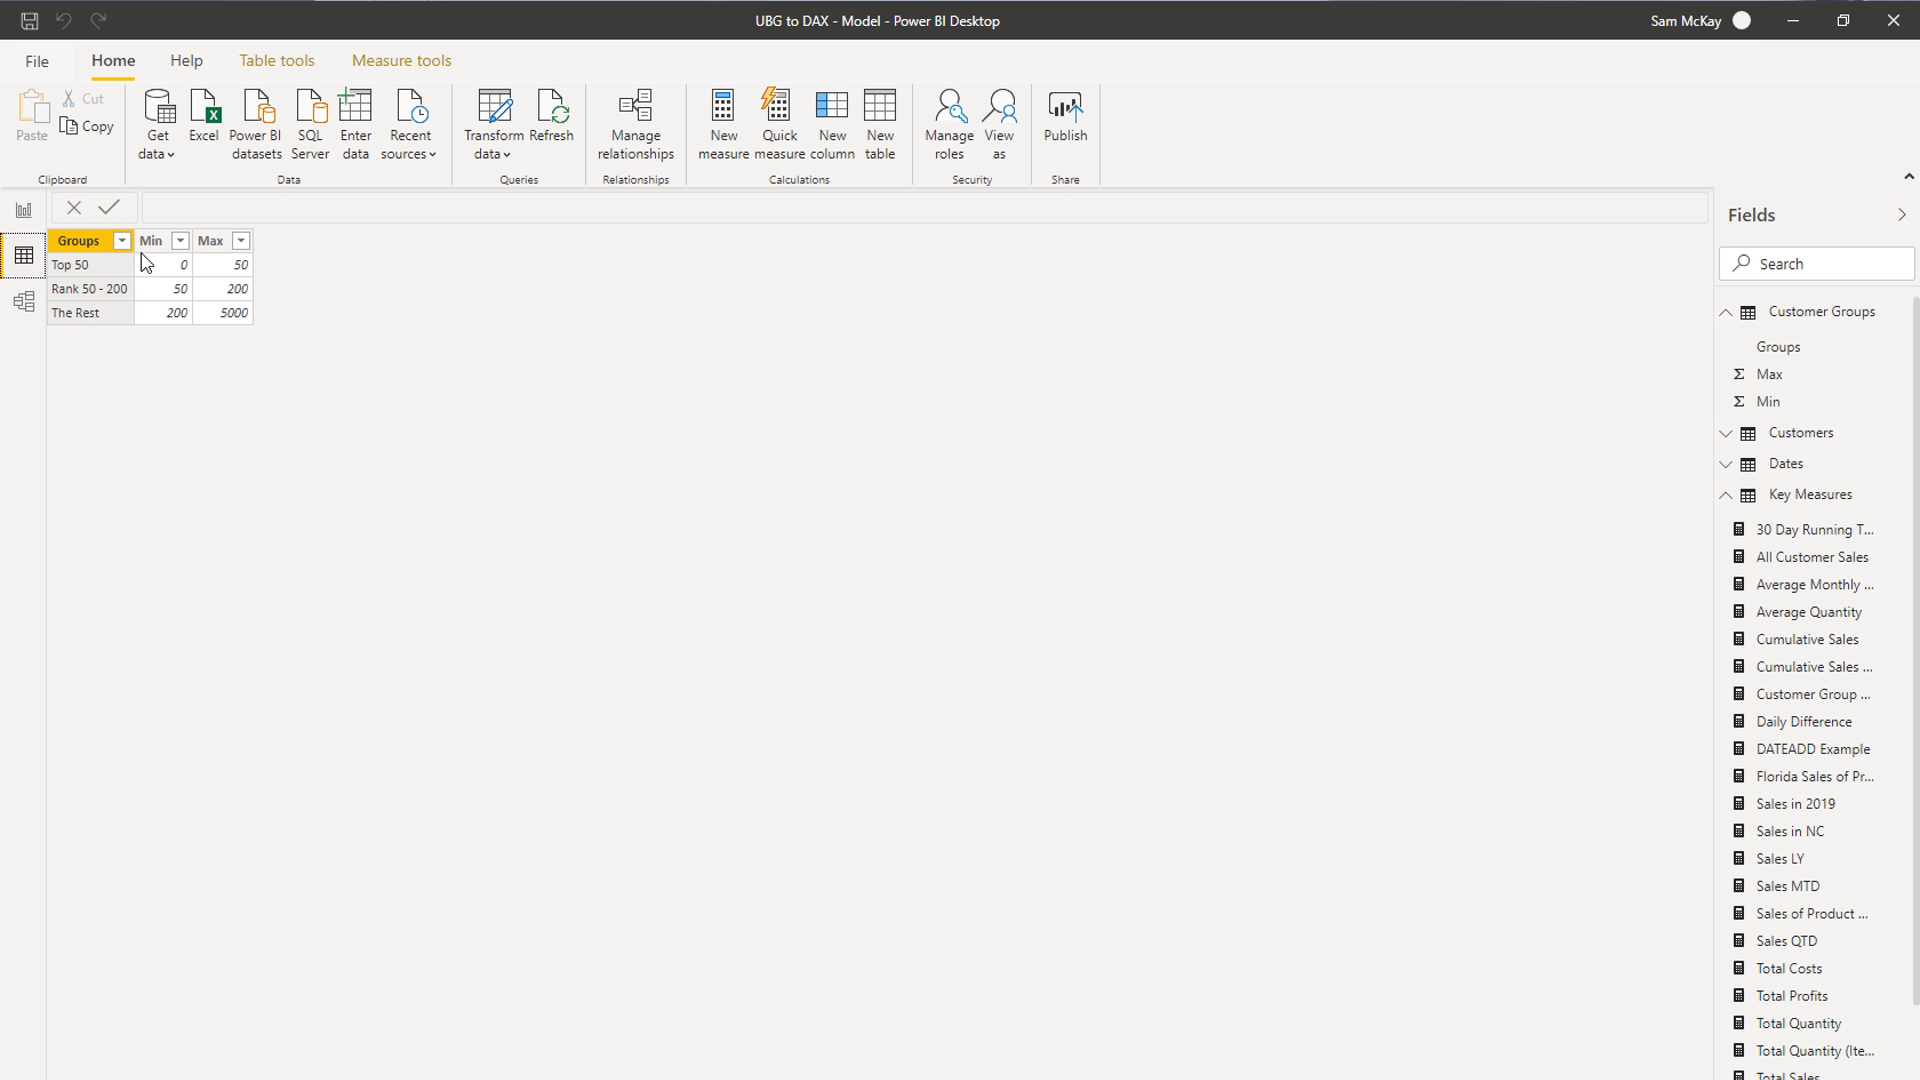 UBG to DAX - Model - Power BI Desktop
Sam McKay
File Home Help Table tools Measure tools
Paste
Cut
Copy
Clipboard
Get data
Excel
Power BI datasets
SQL Server
Enter data
Recent sources
Data
Transform data
Refresh
Queries
Manage relationships
Relationships
New measure
Quick measure
New column
New table
Calculations
Manage roles
View as
Security
Publish
Share
Groups Min Max
Top 50 0 50
Rank 50 - 200 50 200
The Rest 200 5000
Fields
Search
Customer Groups
Groups
Σ Max
Σ Min
Customers
Dates
Key Measures
30 Day Running T...
All Customer Sales
Average Monthly ...
Average Quantity
Cumulative Sales
Cumulative Sales ...
Customer Group ...
Daily Difference
DATEADD Example
Florida Sales of Pr...
Sales in 2019
Sales in NC
Sales LY
Sales MTD
Sales of Product ...
Sales QTD
Total Costs
Total Profits
Total Quantity
Total Quantity (Ite...
Total Sales